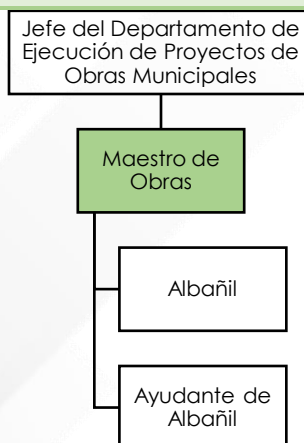 Jefe del Departamento de
Ejecución de Proyectos de
Obras Municipales
Maestro de
Obras
Albañil
Ayudante de
Albañil